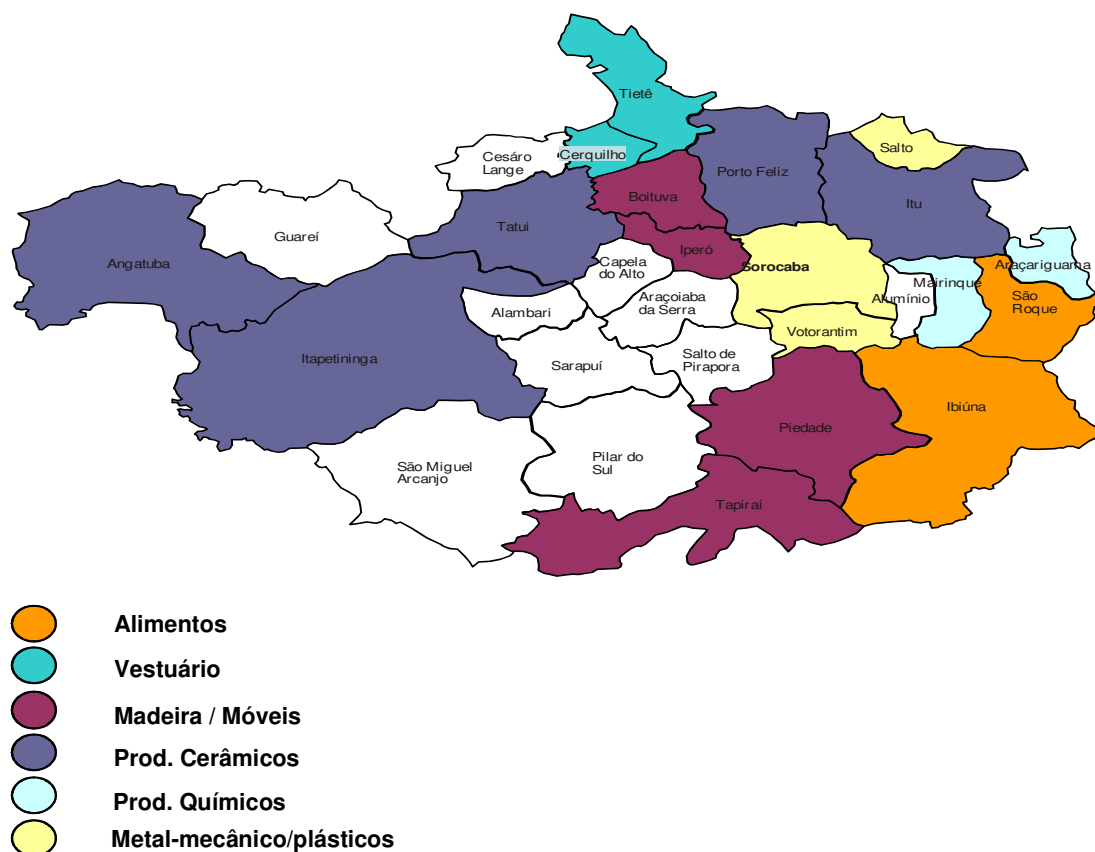 Tietê
Cesáro
Lange
Cerquilho
Salto
Porto Feliz
Boituva
Itu
Tatui
Guareí
Iperó
Angatuba
Capela
do Alto
Sorocaba
Araçariguama
Mairinque
Alumínio
São
Roque
Araçoiaba
da Serra
Alambari
Votorantim
Itapetininga
Sarapuí
Salto de
Pirapora
Ibiúna
Piedade
Pilar do
Sul
São Miguel
Arcanjo
Tapiraí
Alimentos
Vestuário
Madeira / Móveis
Prod. Cerâmicos
Prod. Químicos
Metal-mecânico/plásticos